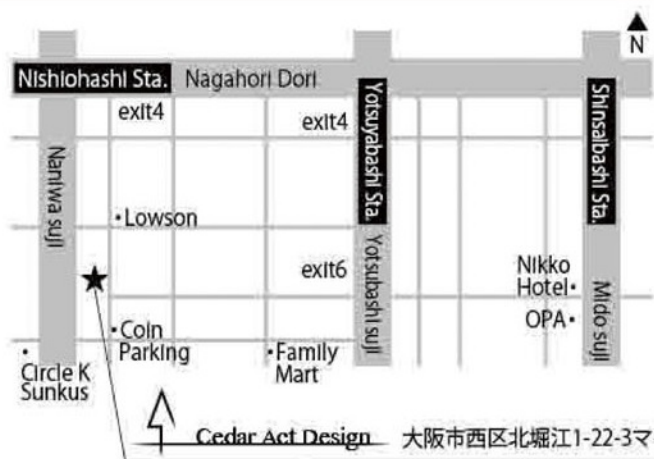 N
Nishiohashi Sta.
Nagahori Dori
exit4
exit4
Yotsuyabashi Sta.
Shinsaibashi Sta.
Naniwa suji
Lowson
exit6
Yotsubashi suji
Nikko
Hotel
OPA
Mido suji
Coin
Parking
Family
Mart
Circle K
Sunkus
Cedar Act Design
大阪市西区北堀江1-22-3マ